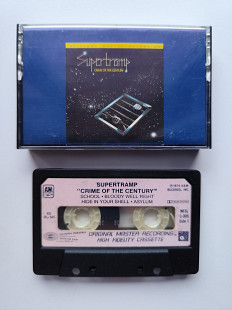 Supertramp
CRIME OF THE CENTURY
A&M
SUPERTRAMP
"CRIME OF THE CENTURY"
SCHOOL • BLOODY WELL RIGHT
HIDE IN YOUR SHELL • ASYLUM
ORIGINAL MASTER RECORDING
HIGH FIDELITY CASSETTE